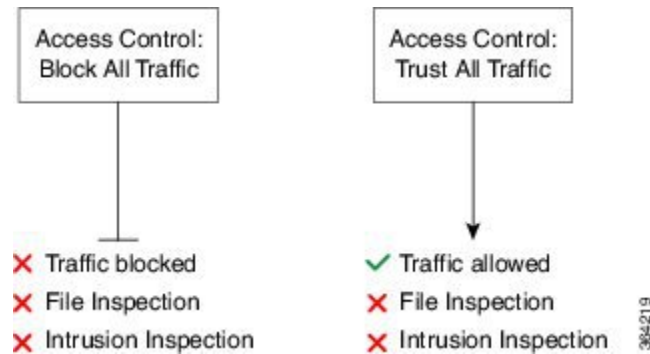 Access Control:
Block All Traffic
Access Control:
Trust All Traffic
Traffic blocked
File Inspection
Intrusion Inspection
Traffic allowed
File Inspection
Intrusion Inspection
384219